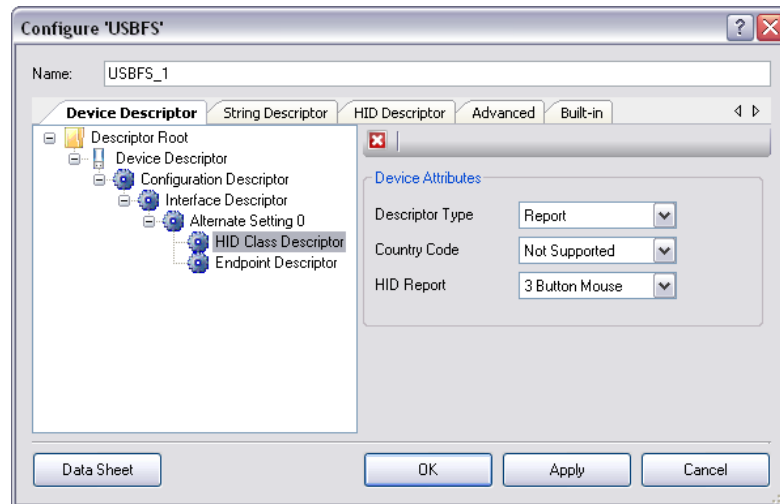 Configure 'USBFS'
Name: USBFS_1
Device Descriptor String Descriptor HID Descriptor Advanced Built-in
Descriptor Root
Device Descriptor
Configuration Descriptor
Interface Descriptor
Alternate Setting 0
HID Class Descriptor
Endpoint Descriptor
Device Attributes
Descriptor Type Report
Country Code Not Supported
HID Report 3 Button Mouse
Data Sheet OK Apply Cancel